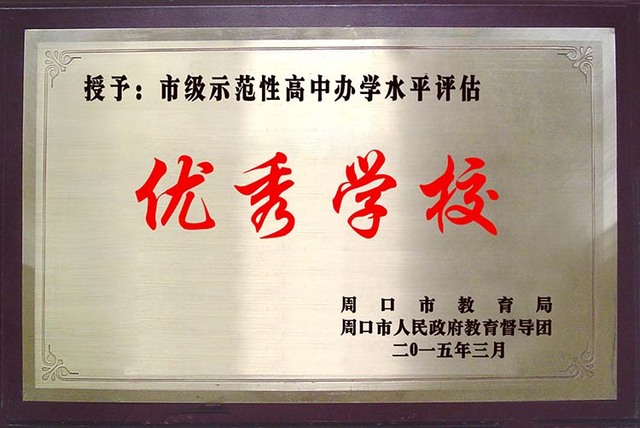 授予：市级示范性高中办学水平评估
优秀学校
周口市教育局
周口市人民政府教育督导团
二0一五年三月